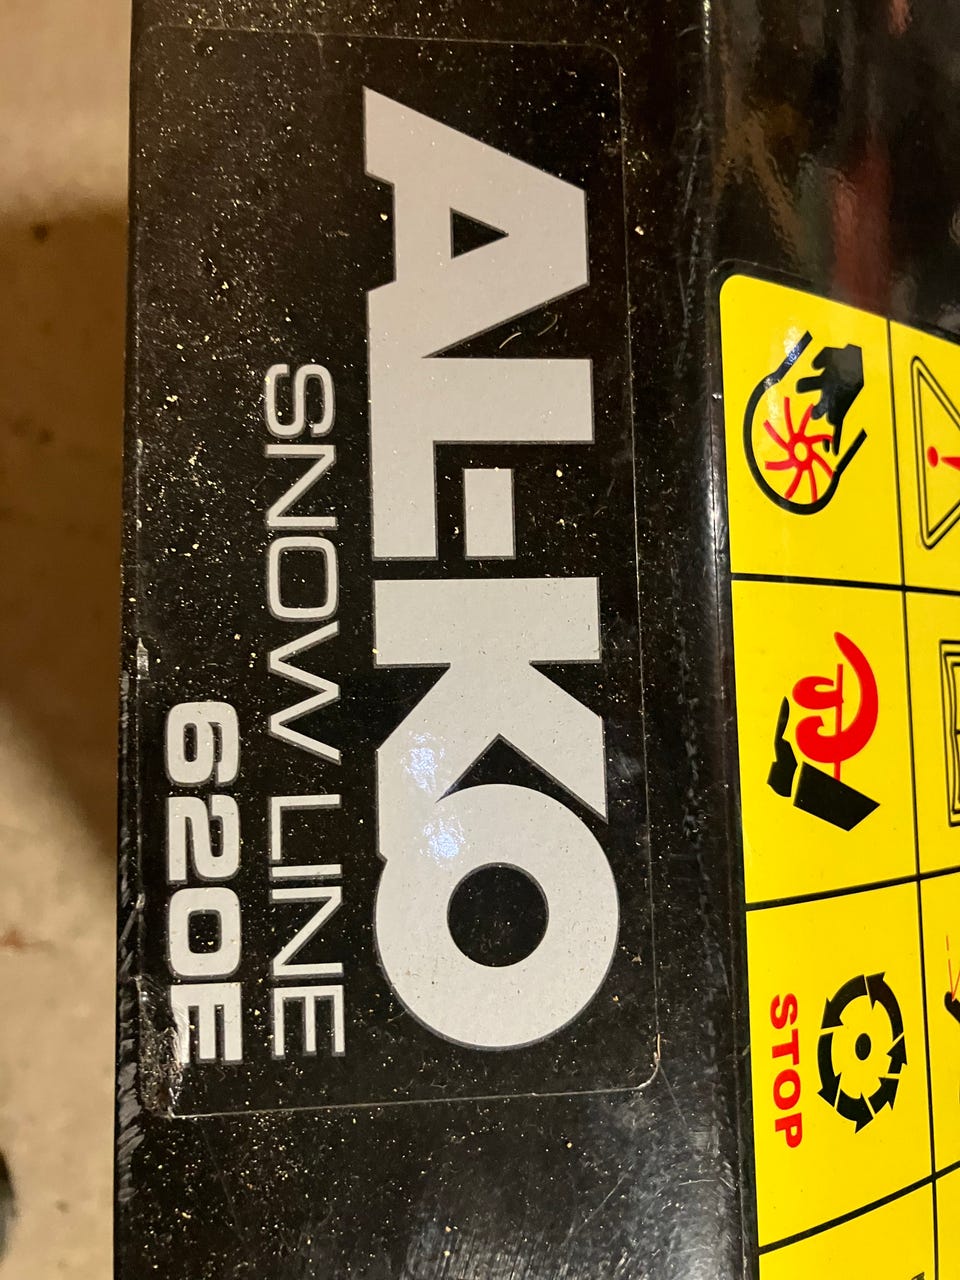 AL-KO
SNOW LINE
620E
STOP